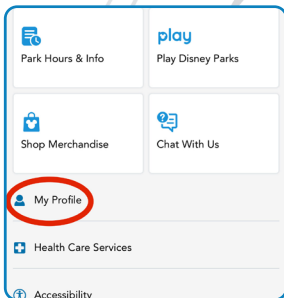 Park Hours & Info
play
Play Disney Parks
Shop Merchandise
Chat With Us
My Profile
Health Care Services
Accessibility